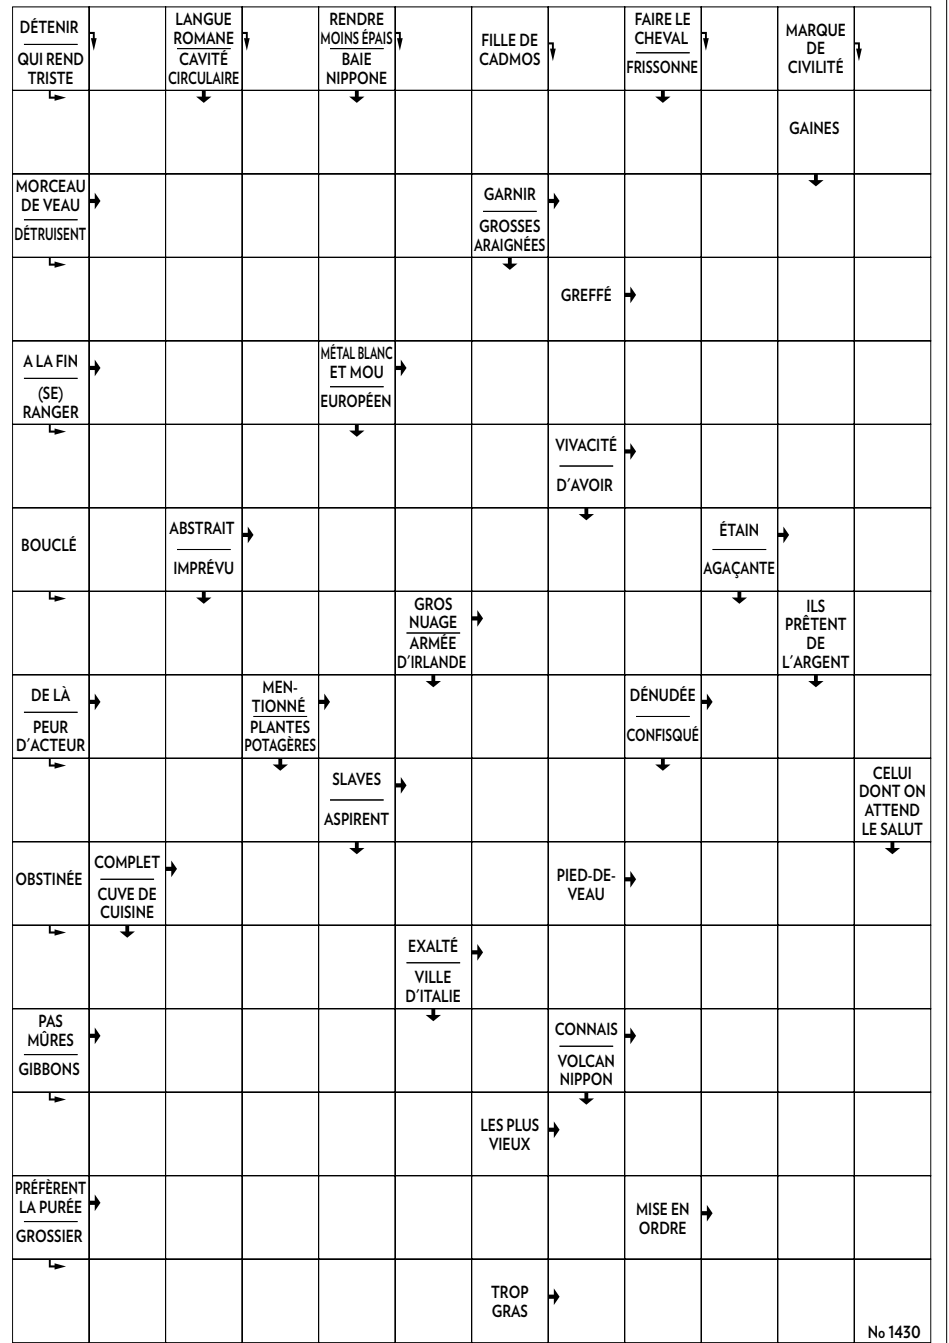 DÉTENIR
QUI REND
TRISTE
LANGUE
ROMANE
CAVITÉ
CIRCULAIRE
RENDRE
MOINS ÉPAIS
BAIE
NIPPONE
FILLE DE
CADMOS
FAIRE LE
CHEVAL
FRISSONNE
MARQUE
DE
CIVILITÉ
GAINES
MORCEAU
DE VEAU
DÉTRUISENT
GARNIR
GROSSES
ARAIGNÉES
GREFFÉ
A LA FIN
(SE)
RANGER
MÉTAL BLANC
ET MOU
EUROPÉEN
VIVACITÉ
D'AVOIR
BOUCLÉ
ABSTRAIT
IMPRÉVU
ÉTAIN
AGAÇANTE
GROS
NUAGE
ARMÉE
D'IRLANDE
ILS
PRÊTENT
DE
L'ARGENT
DE LÀ
PEUR
D'ACTEUR
MEN-
TIONNÉ
PLANTES
POTAGÈRES
DÉNUDÉE
CONFISQUÉ
SLAVES
ASPIRENT
CELUI
DONT ON
ATTEND
LE SALUT
OBSTINÉE
COMPLET
CUVE DE
CUISINE
PIED-DE-
VEAU
EXALTÉ
VILLE
D'ITALIE
PAS
MÛRES
GIBBONS
CONNAIS
VOLCAN
NIPPON
LES PLUS
VIEUX
PRÉFÈRENT
LA PURÉE
GROSSIER
MISE EN
ORDRE
TROP
GRAS
No 1430